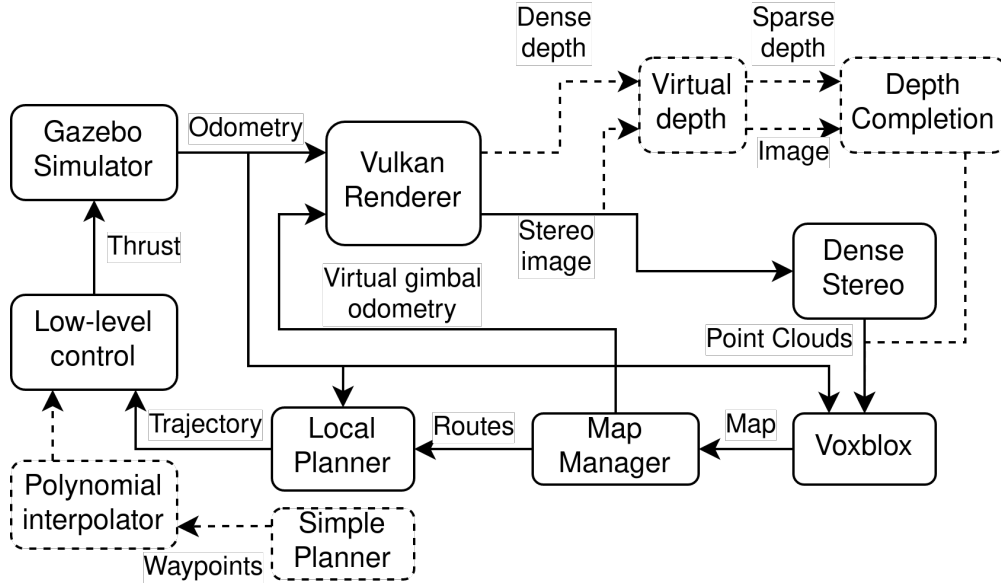 Dense
depth
Sparse
depth
Virtual
depth
Depth
Completion
Gazebo
Simulator
Odometry
Vulkan
Renderer
Image
Thrust
Stereo
image
Dense
Stereo
Virtual gimbal
odometry
Low-level
control
Point Clouds
Trajectory
Local
Planner
Routes
Map
Manager
Map
Voxblox
Polynomial
interpolator
Simple
Planner
Waypoints